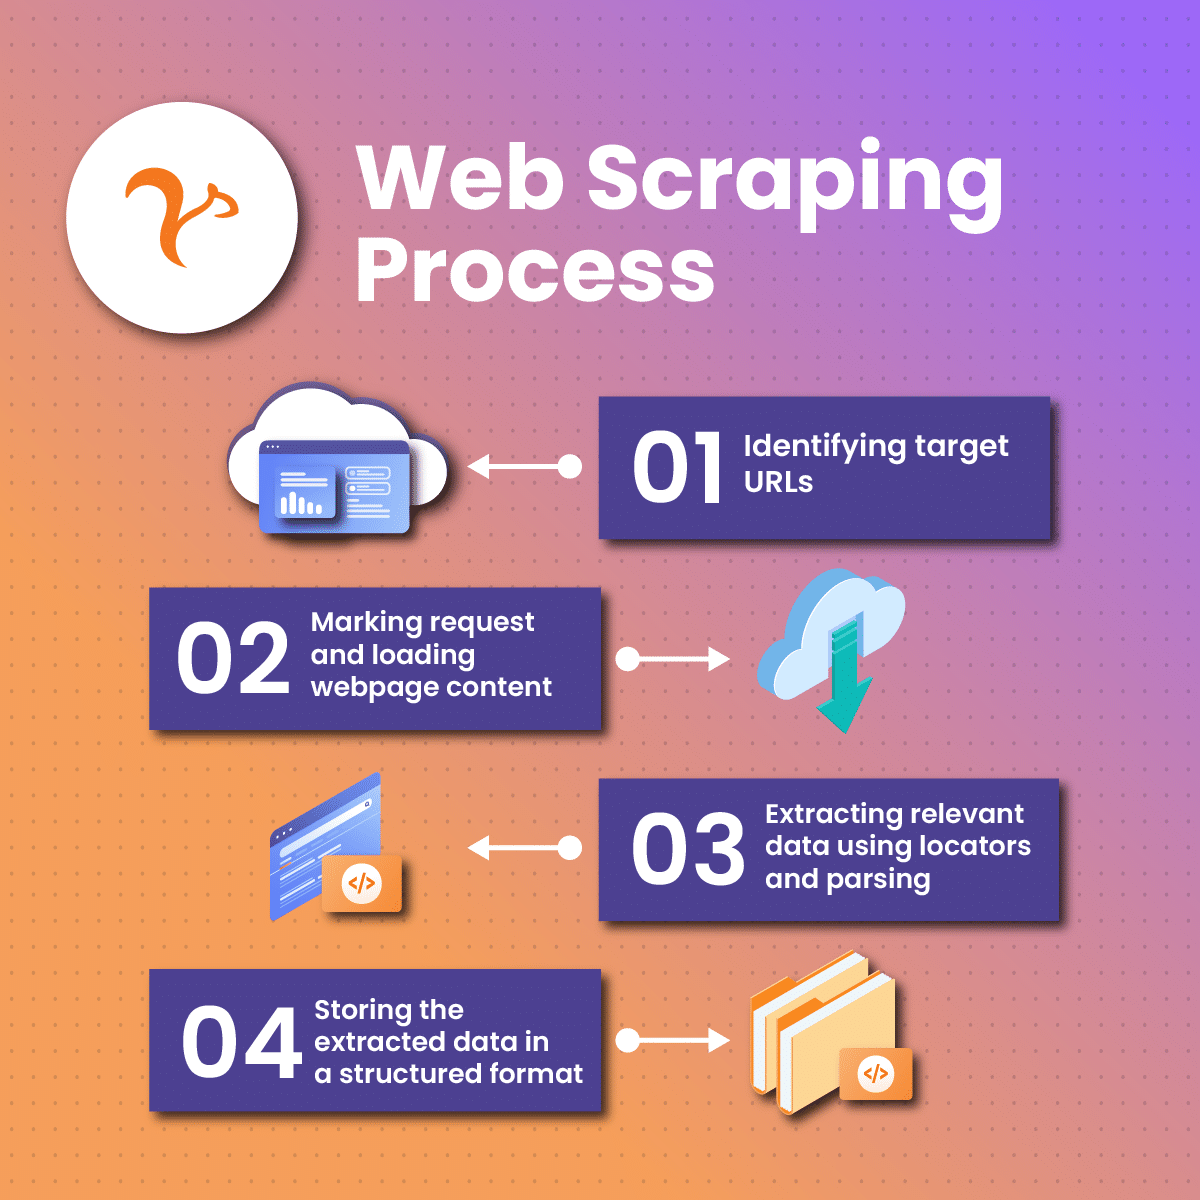 Web Scraping
Process
01
Identifying target
URLs
02
Marking request
and loading
webpage content
03
Extracting relevant
data using locators
and parsing
</>
04
Storing the
extracted data in
a structured format
</>